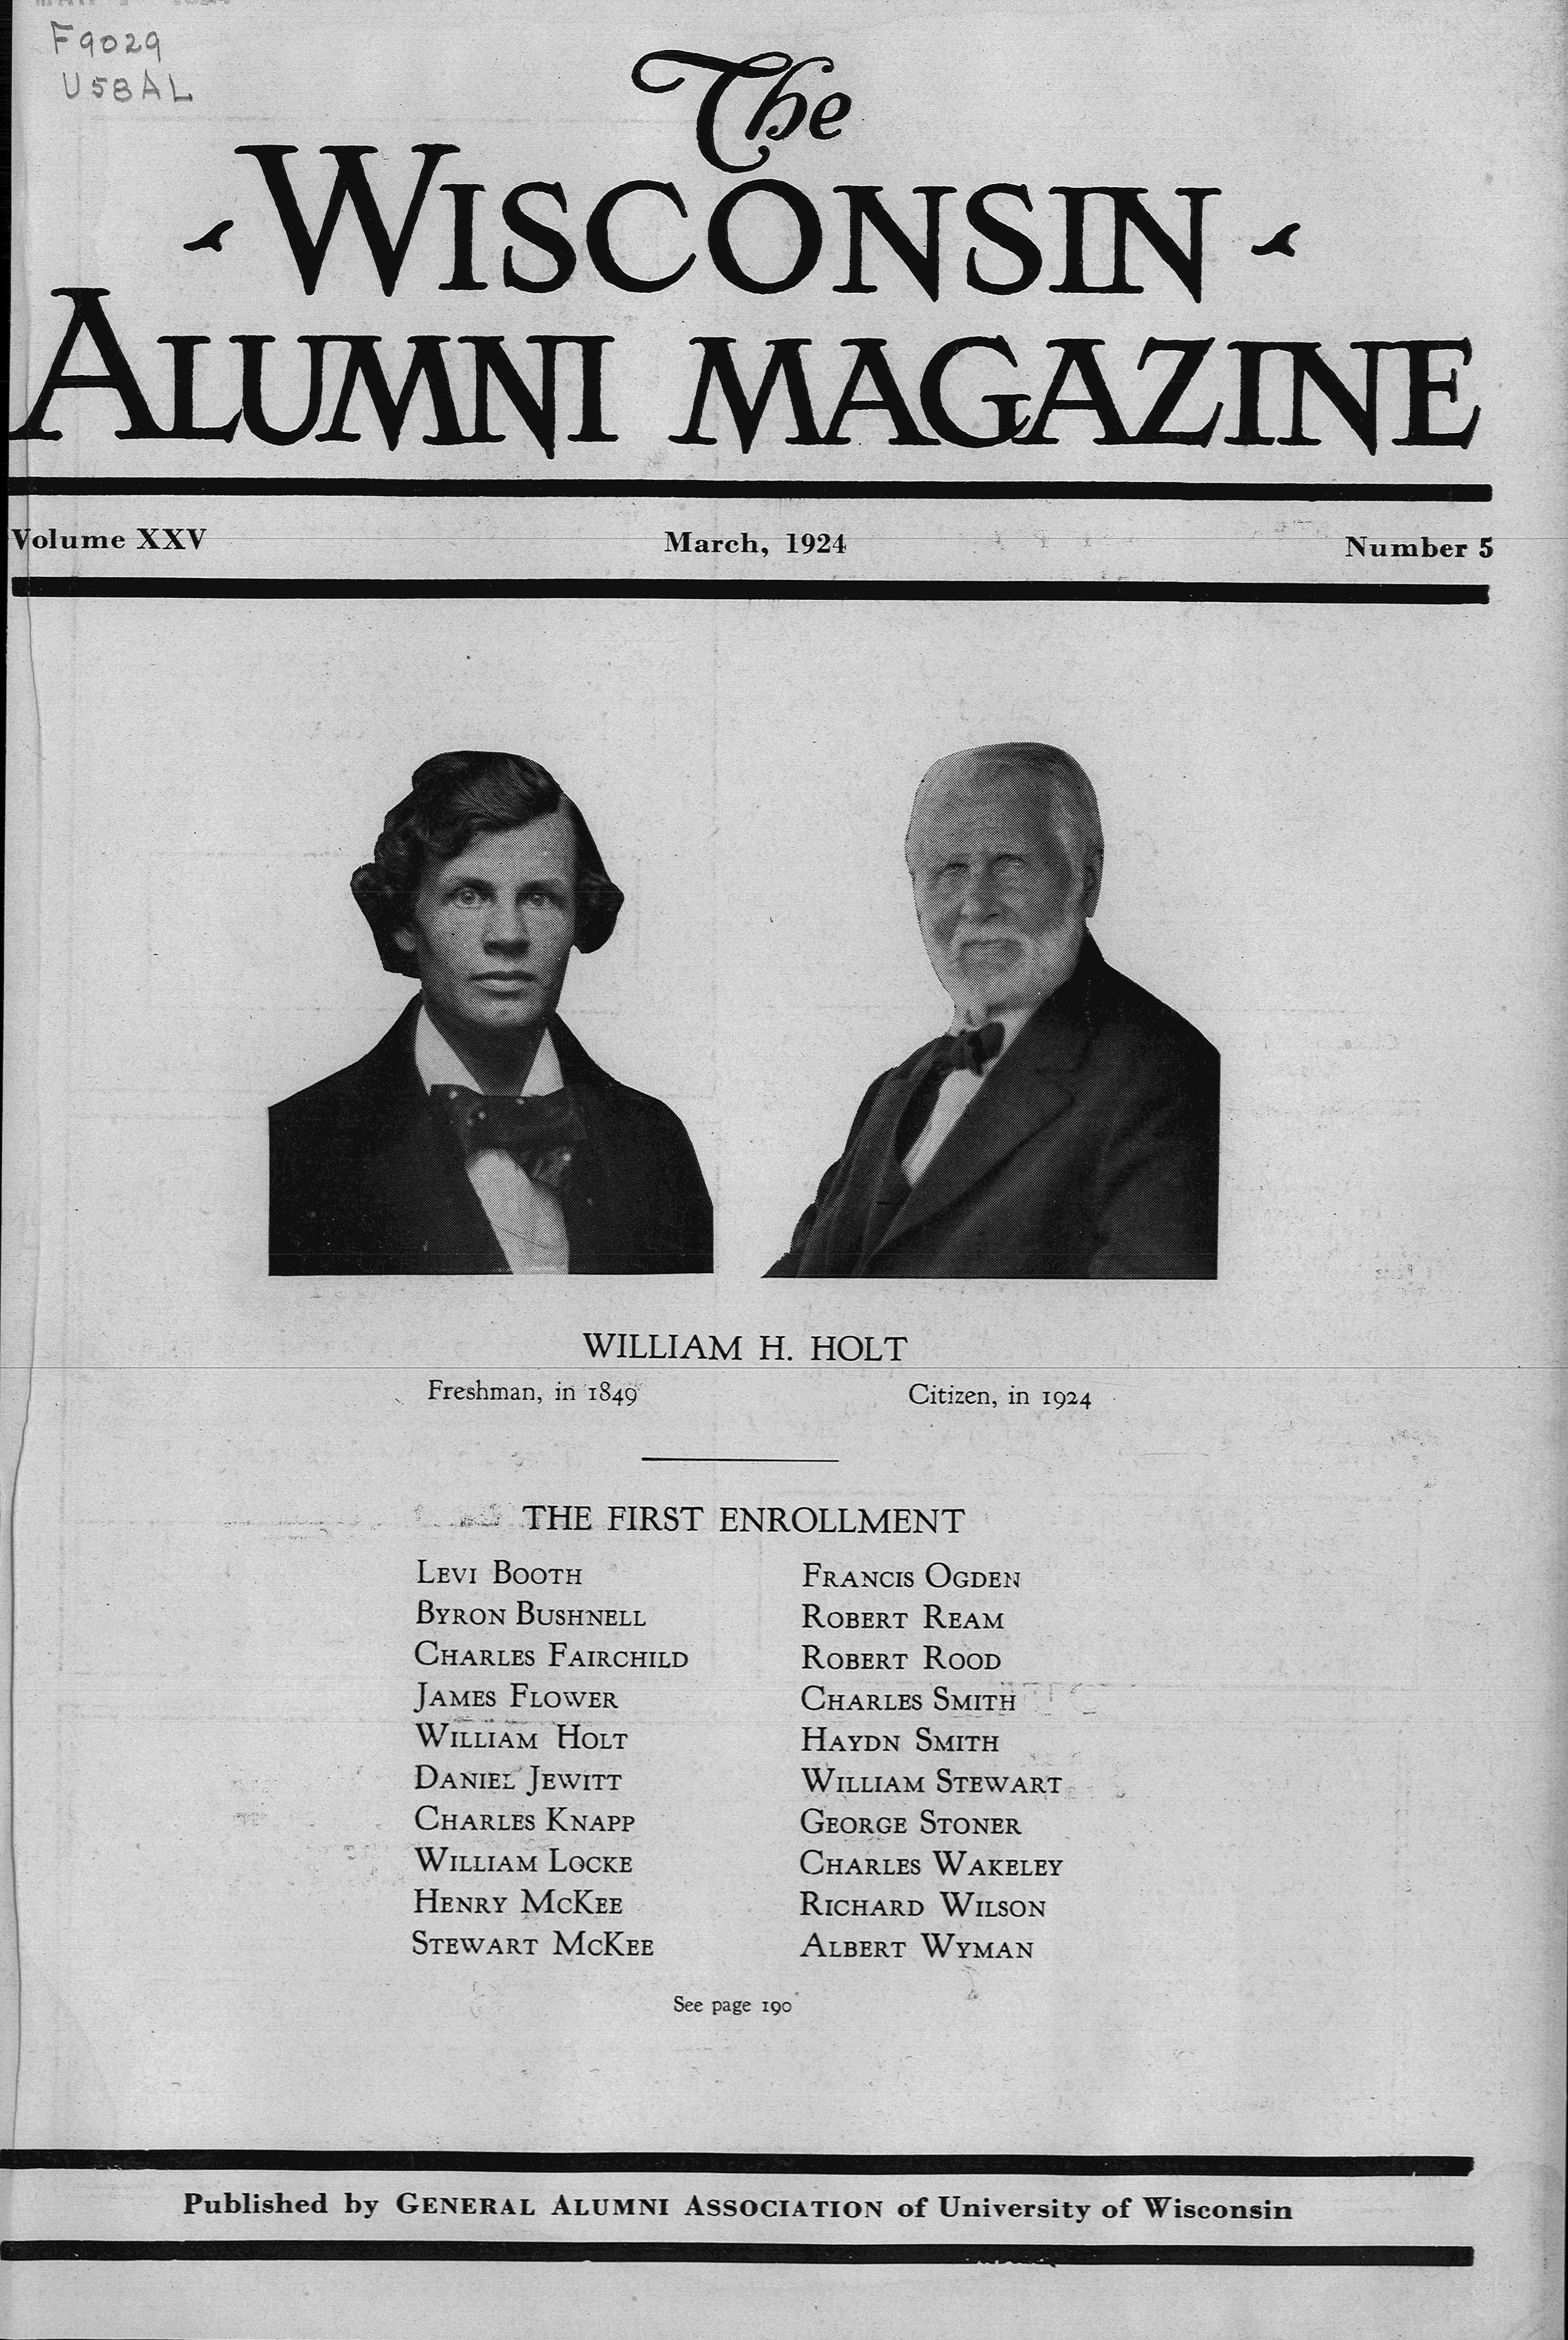 F9029
U58AL
The
WISCONSIN
ALUMNI MAGAZINE
Volume XXV March, 1924 Number 5
WILLIAM H. HOLT
Freshman, in 1849 Citizen, in 1924
THE FIRST ENROLLMENT
LEVI BOOTH FRANCIS OGDEN
BYRON BUSHNELL ROBERT REAM
CHARLES FAIRCHILD ROBERT ROOD
JAMES FLOWER CHARLES SMITH
WILLIAM HOLT HAYDN SMITH
DANIEL JEWITT WILLIAM STEWART
CHARLES KNAPP GEORGE STONER
WILLIAM LOCKE CHARLES WAKELEY
HENRY MCKEE RICHARD WILSON
STEWART MCKEE ALBERT WYMAN
See page 190
Published by GENERAL ALUMNI ASSOCIATION of University of Wisconsin